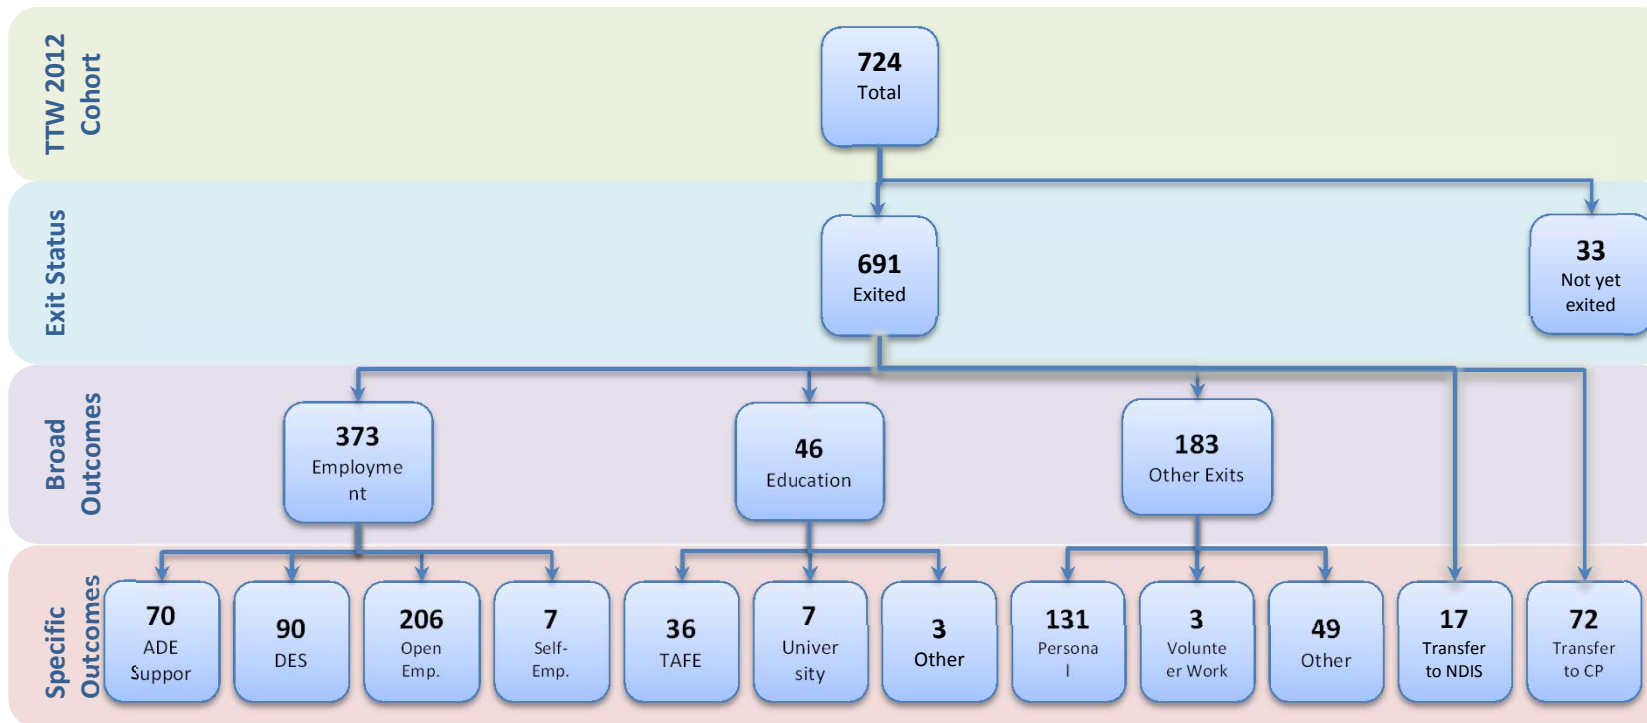 TTW 2012
Cohort
724
Total
Exit Status
691
Exited
33
Not yet
exited
Broad
Outcomes
373
Employme
nt
46
Education
183
Other Exits
Specific
Outcomes
70
ADE
Suppor
90
DES
206
Open
Emp.
7
Self-
Emp.
36
TAFE
7
Univer
sity
3
Other
131
Persona
l
3
Volunte
er Work
49
Other
17
Transfer
to NDIS
72
Transfer
to CP